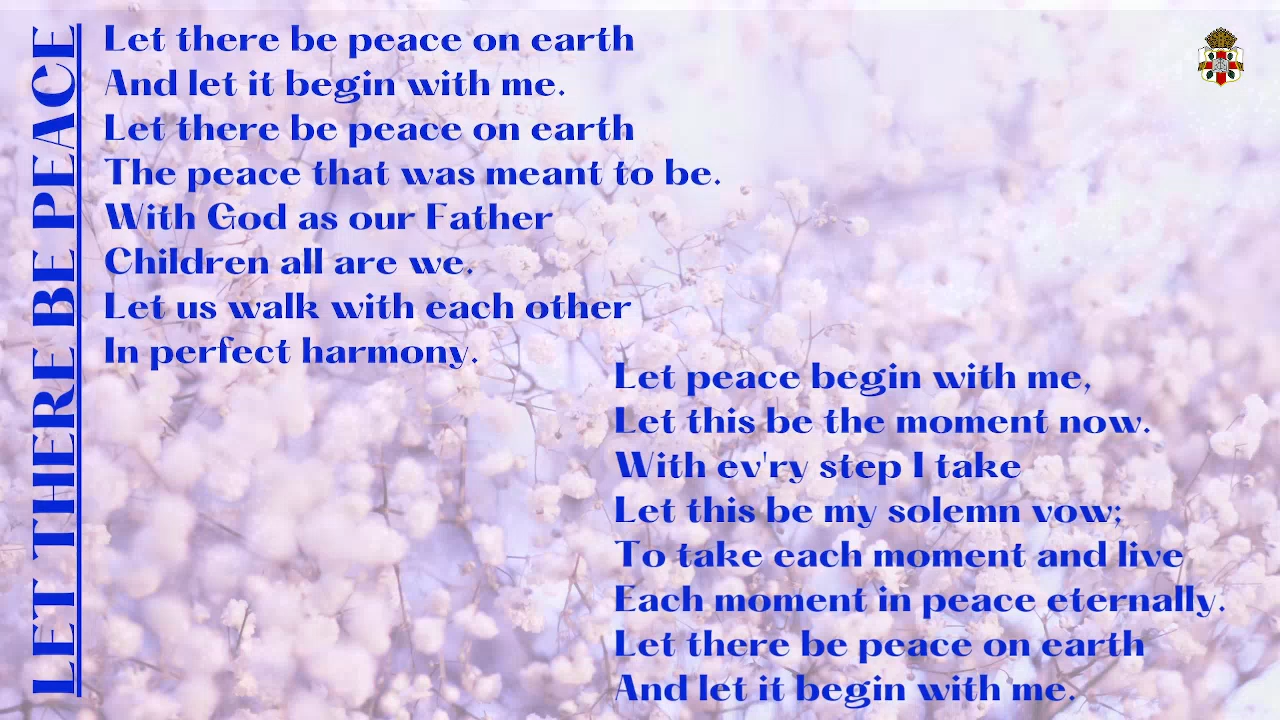 LET THERE BE PEACE
Let there be peace on earth
And let it begin with me.
Let there be peace on earth
The peace that was meant to be.
With God as our Father
Children all are we.
Let us walk with each other
In perfect harmony.
Let peace begin with me,
Let this be the moment now.
With ev'ry step I take
Let this be my solemn vow;
To take each moment and live
Each moment in peace eternally.
Let there be peace on earth
And let it begin with me.